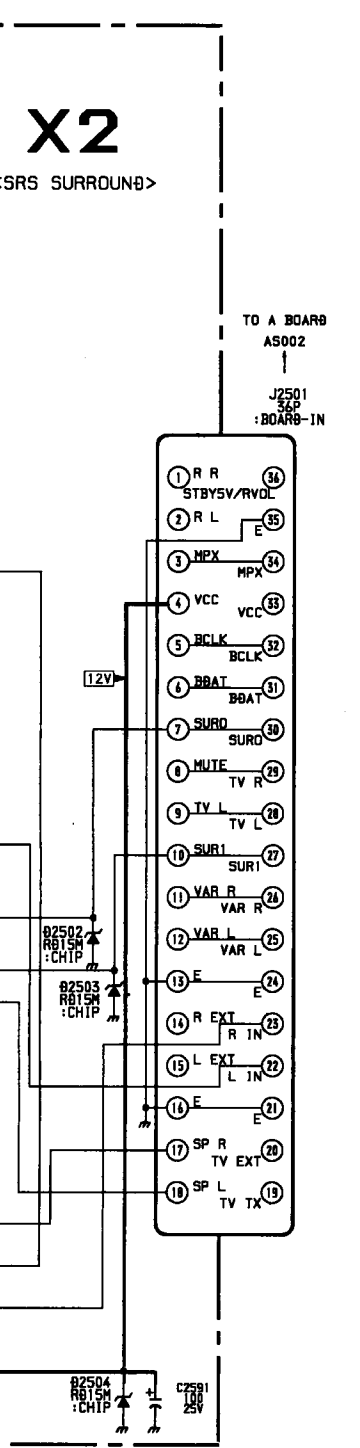 X2
<SRS SURROUND>
TO A BOARD
AS002
J2501
36P
:BOARD-IN
1 R R 36
STBY5V/RVOL
2 R L 35
E
3 MPX 34
MPX
4 VCC 33
VCC
12V
5 BCLK 32
BCLK
6 BDAT 31
BDAT
7 SUR0 30
SUR0
8 MUTE 29
TV R
9 TV L 28
TV L
10 SUR1 27
SUR1
11 VAR R 26
VAR R
12 VAR L 25
VAR L
D2502
RD15M
:CHIP
13 E 24
E
D2503
RD15M
:CHIP
14 R EXT 23
R IN
15 L EXT 22
L IN
16 E 21
E
17 SP R 20
TV EXT
18 SP L 19
TV TX
D2504
RD15M
:CHIP
+
C2591
100
25V